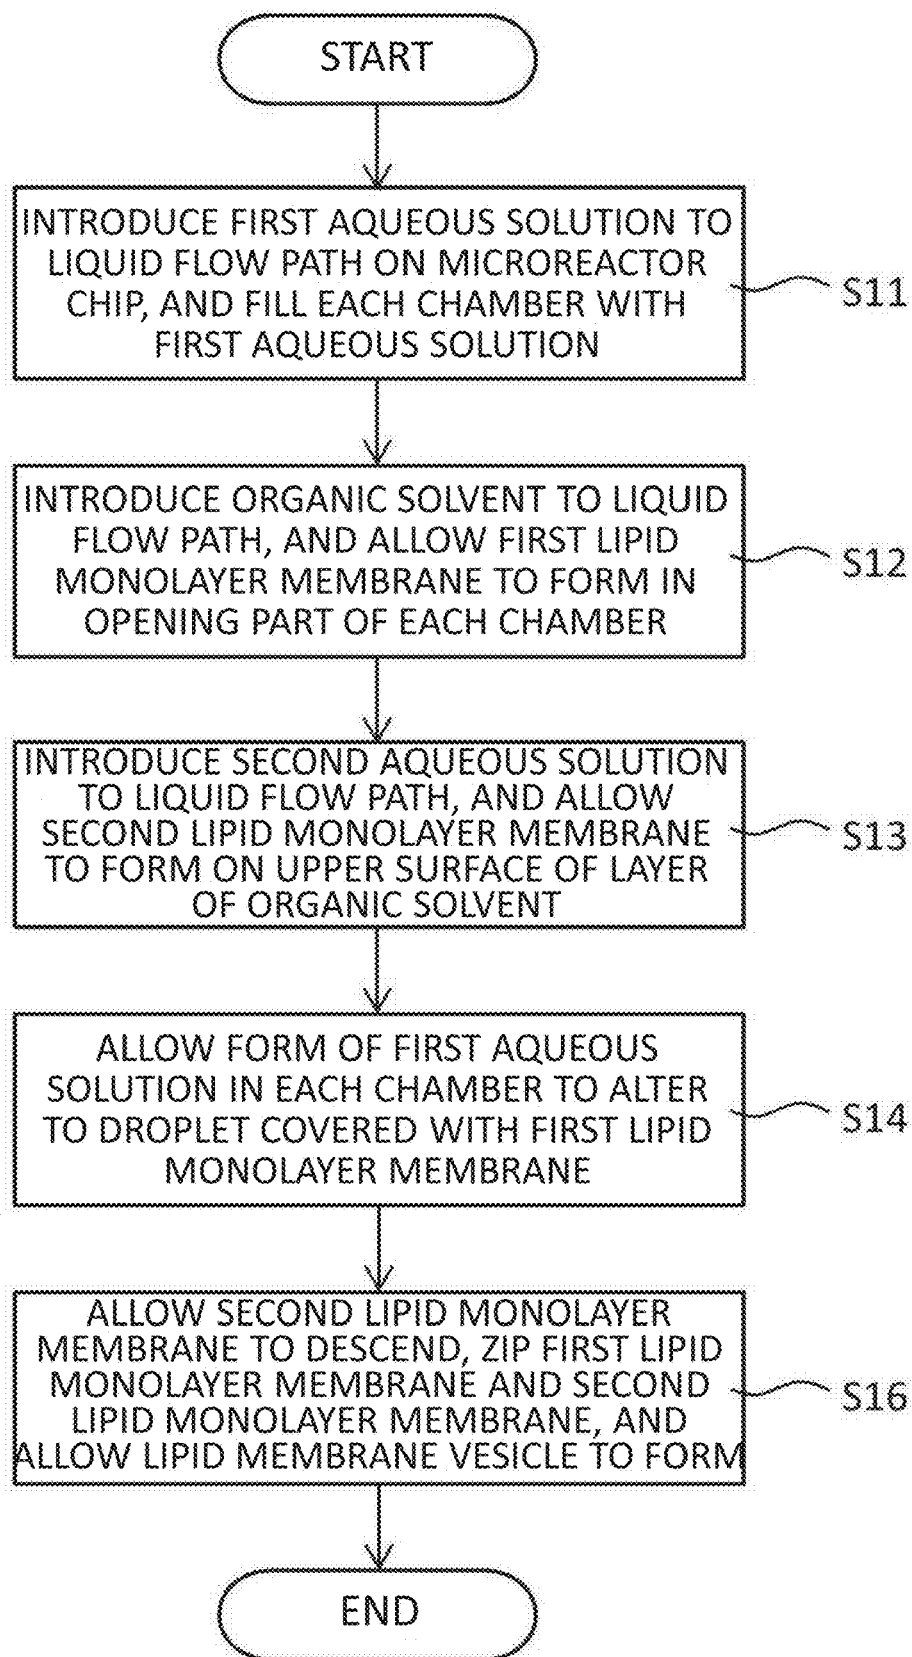 START
INTRODUCE FIRST AQUEOUS SOLUTION TO
LIQUID FLOW PATH ON MICROREACTOR
CHIP, AND FILL EACH CHAMBER WITH
FIRST AQUEOUS SOLUTION
S11
INTRODUCE ORGANIC SOLVENT TO LIQUID
FLOW PATH, AND ALLOW FIRST LIPID
MONOLAYER MEMBRANE TO FORM IN
OPENING PART OF EACH CHAMBER
S12
INTRODUCE SECOND AQUEOUS SOLUTION
TO LIQUID FLOW PATH, AND ALLOW
SECOND LIPID MONOLAYER MEMBRANE
TO FORM ON UPPER SURFACE OF LAYER
OF ORGANIC SOLVENT
S13
ALLOW FORM OF FIRST AQUEOUS
SOLUTION IN EACH CHAMBER TO ALTER
TO DROPLET COVERED WITH FIRST LIPID
MONOLAYER MEMBRANE
S14
ALLOW SECOND LIPID MONOLAYER
MEMBRANE TO DESCEND, ZIP FIRST LIPID
MONOLAYER MEMBRANE AND SECOND
LIPID MONOLAYER MEMBRANE, AND
ALLOW LIPID MEMBRANE VESICLE TO FORM
S16
END